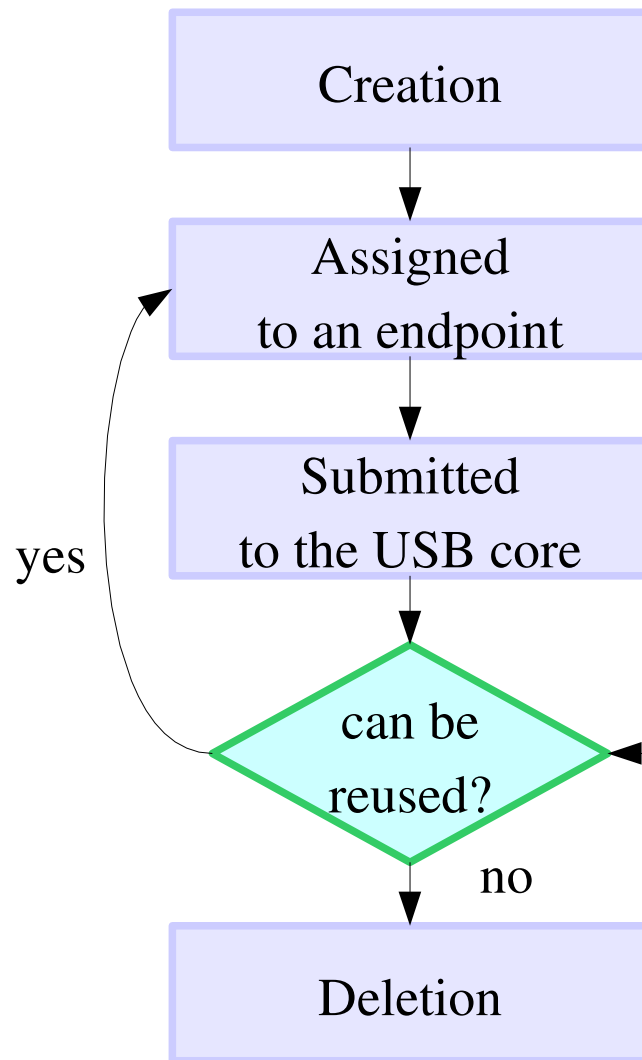 Creation
Assigned
to an endpoint
Submitted
to the USB core
yes
can be
reused?
no
Deletion